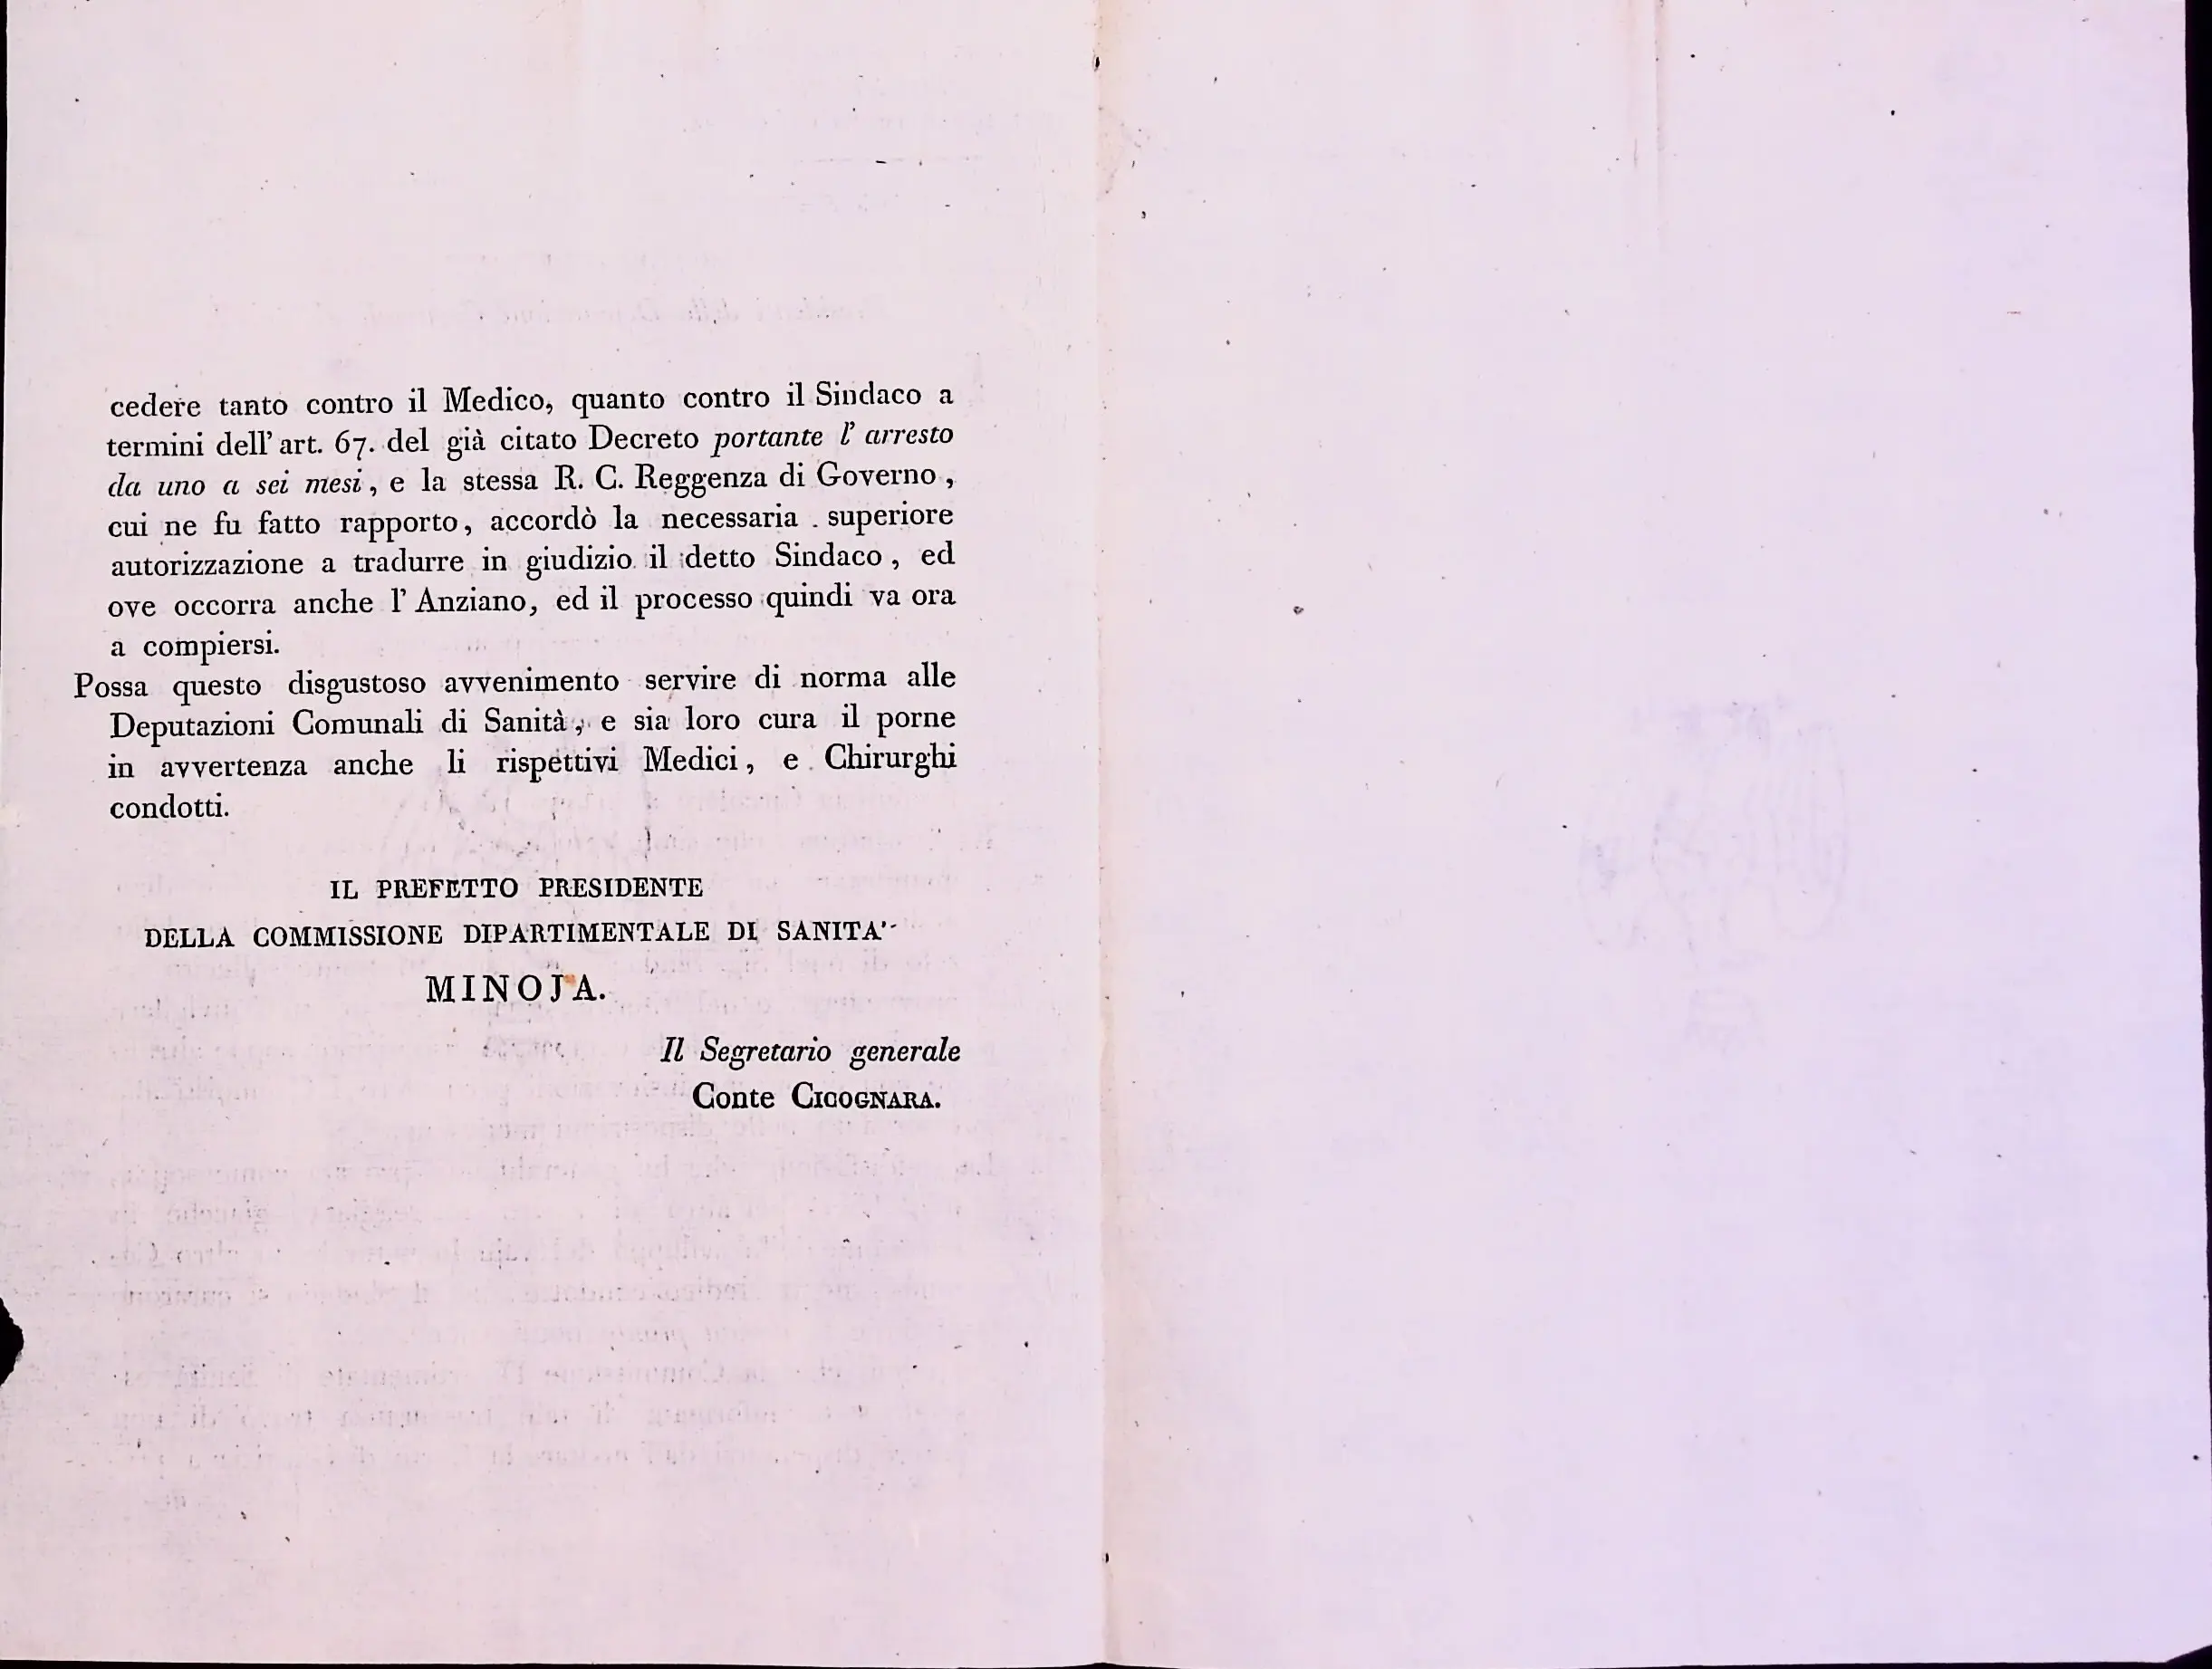 cedere tanto contro il Medico, quanto contro il Sindaco a
termini dell' art. 67. del già citato Decreto portante l' arresto
da uno a sei mesi, e la stessa R. C. Reggenza di Governo,
cui ne fu fatto rapporto, accordò la necessaria superiore
autorizzazione a tradurre in giudizio il detto Sindaco, ed
ove occorra anche l' Anziano, ed il processo quindi va ora
a compiersi.
Possa questo disgustoso avvenimento servire di norma alle
Deputazioni Comunali di Sanità, e sia loro cura il porne
in avvertenza anche li rispettivi Medici, e Chirurghi
condotti.
IL PREFETTO PRESIDENTE
DELLA COMMISSIONE DIPARTIMENTALE DI SANITA'
MINOJA.
Il Segretario generale
Conte CICOGNARA.